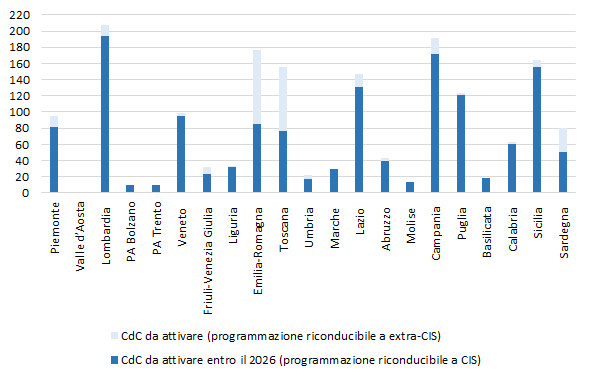 220
200
180
160
140
120
100
80
60
40
20
0
Piemonte
Valle d'Aosta
Lombardia
PA Bolzano
PA Trento
Veneto
Friuli-Venezia Giulia
Liguria
Emilia-Romagna
Toscana
Umbria
Marche
Lazio
Abruzzo
Molise
Campania
Puglia
Basilicata
Calabria
Sicilia
Sardegna
CdC da attivare (programmazione riconducibile a extra-CIS)
CdC da attivare entro il 2026 (programmazione riconducibile a CIS)